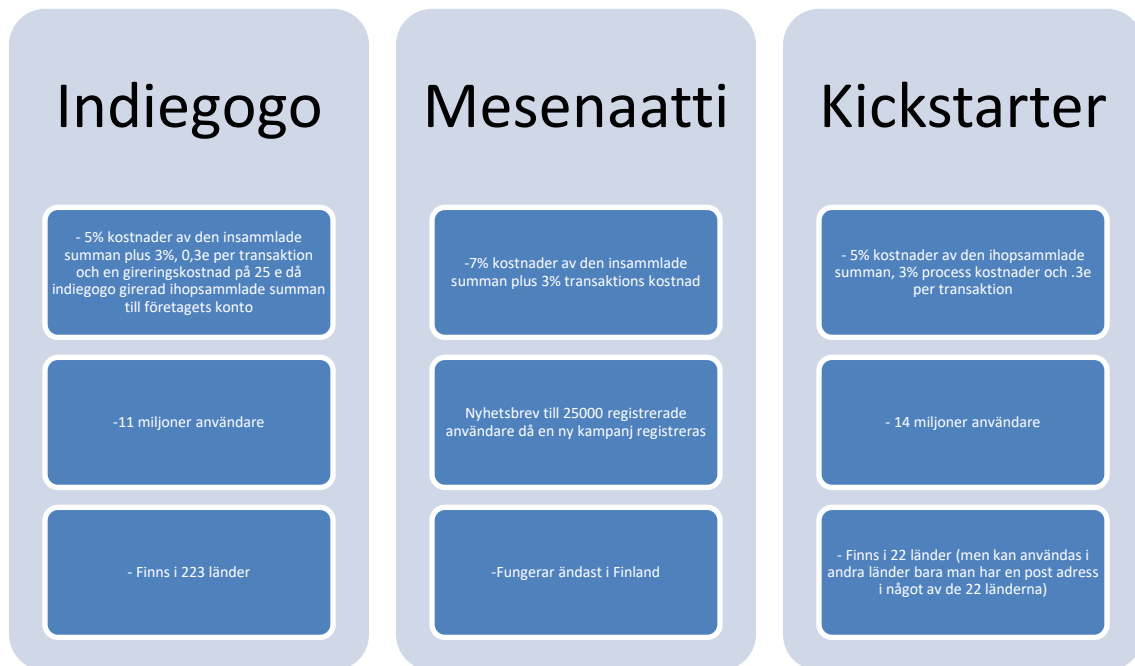 Indiegogo
- 5% kostnader av den insammlade
summan plus 3%, 0,3e per transaktion
och en gireringskostnad på 25 e då
indiegogo girerad ihopsammlade summan
till företagets konto
-11 miljoner användare
- Finns i 223 länder
Mesenaatti
-7% kostnader av den insammlade
summan plus 3% transaktions kostnad
Nyhetsbrev till 25000 registrerade
användare då en ny kampanj registreras
-Fungerar ändast i Finland
Kickstarter
- 5% kostnader av den ihopsammlade
summan, 3% process kostnader och .3e
per transaktion
- 14 miljoner användare
- Finns i 22 länder (men kan användas i
andra länder bara man har en post adress
i något av de 22 länderna)